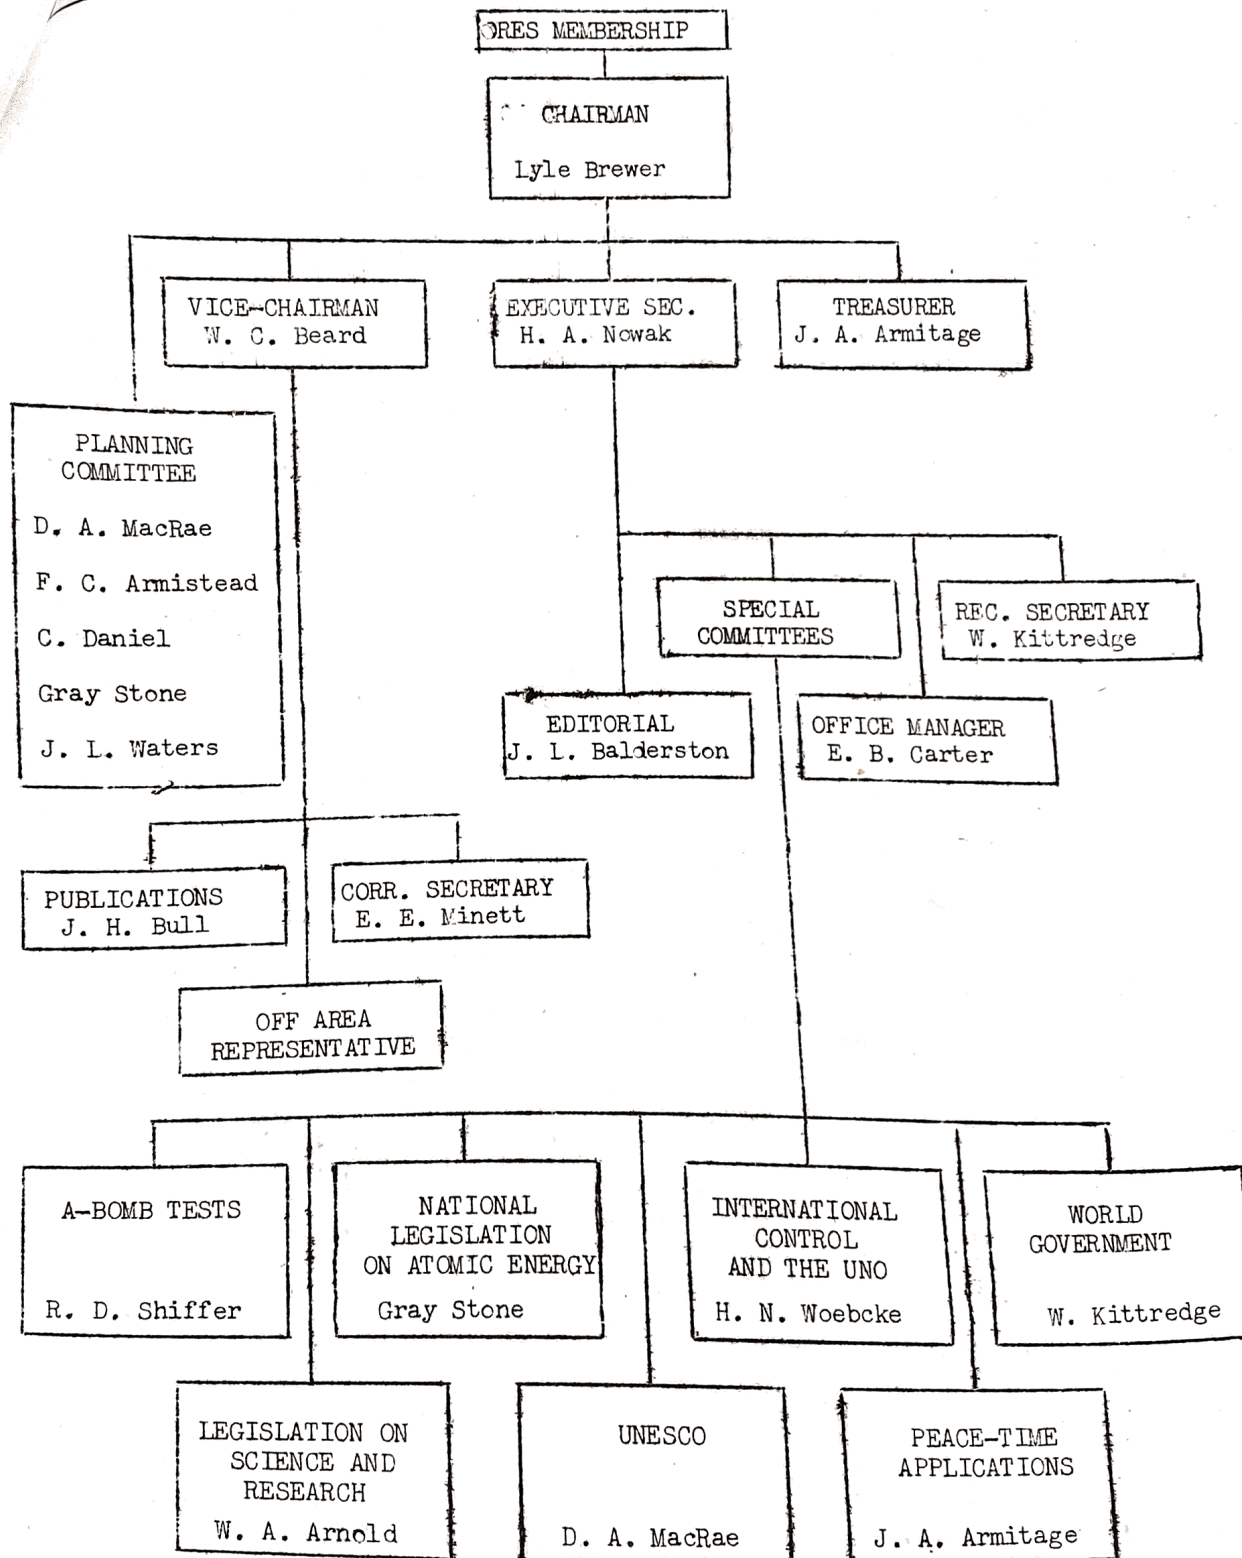 ORES MEMBERSHIP
CHAIRMAN
Lyle Brewer
VICE-CHAIRMAN
W. C. Beard
EXECUTIVE SEC.
H. A. Nowak
TREASURER
J. A. Armitage
PLANNING
COMMITTEE
D. A. MacRae
F. C. Armistead
C. Daniel
Gray Stone
J. L. Waters
SPECIAL
COMMITTEES
REC. SECRETARY
W. Kittredge
EDITORIAL
J. L. Balderston
OFFICE MANAGER
E. B. Carter
PUBLICATIONS
J. H. Bull
CORR. SECRETARY
E. E. Minett
OFF AREA
REPRESENTATIVE
A-BOMB TESTS
R. D. Shiffer
NATIONAL
LEGISLATION
ON ATOMIC ENERGY
Gray Stone
INTERNATIONAL
CONTROL
AND THE UNO
H. N. Woebcke
WORLD
GOVERNMENT
W. Kittredge
LEGISLATION ON
SCIENCE AND
RESEARCH
W. A. Arnold
UNESCO
D. A. MacRae
PEACE-TIME
APPLICATIONS
J. A. Armitage